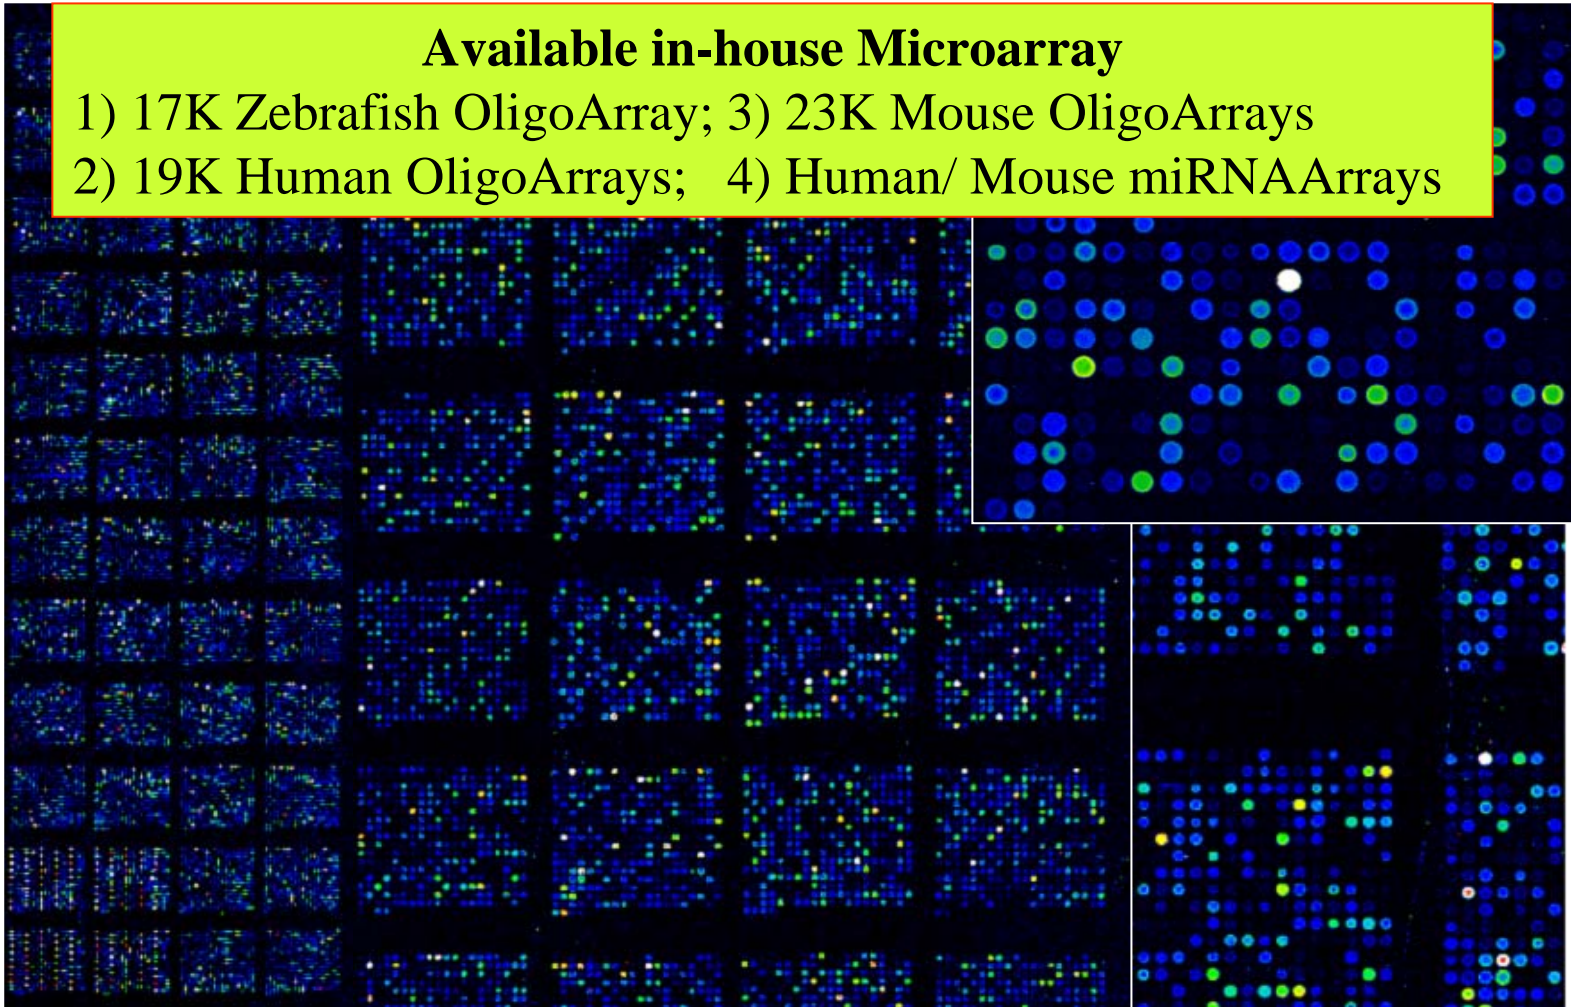 Available in-house Microarray
1) 17K Zebrafish OligoArray; 3) 23K Mouse OligoArrays
2) 19K Human OligoArrays; 4) Human/ Mouse miRNAArrays